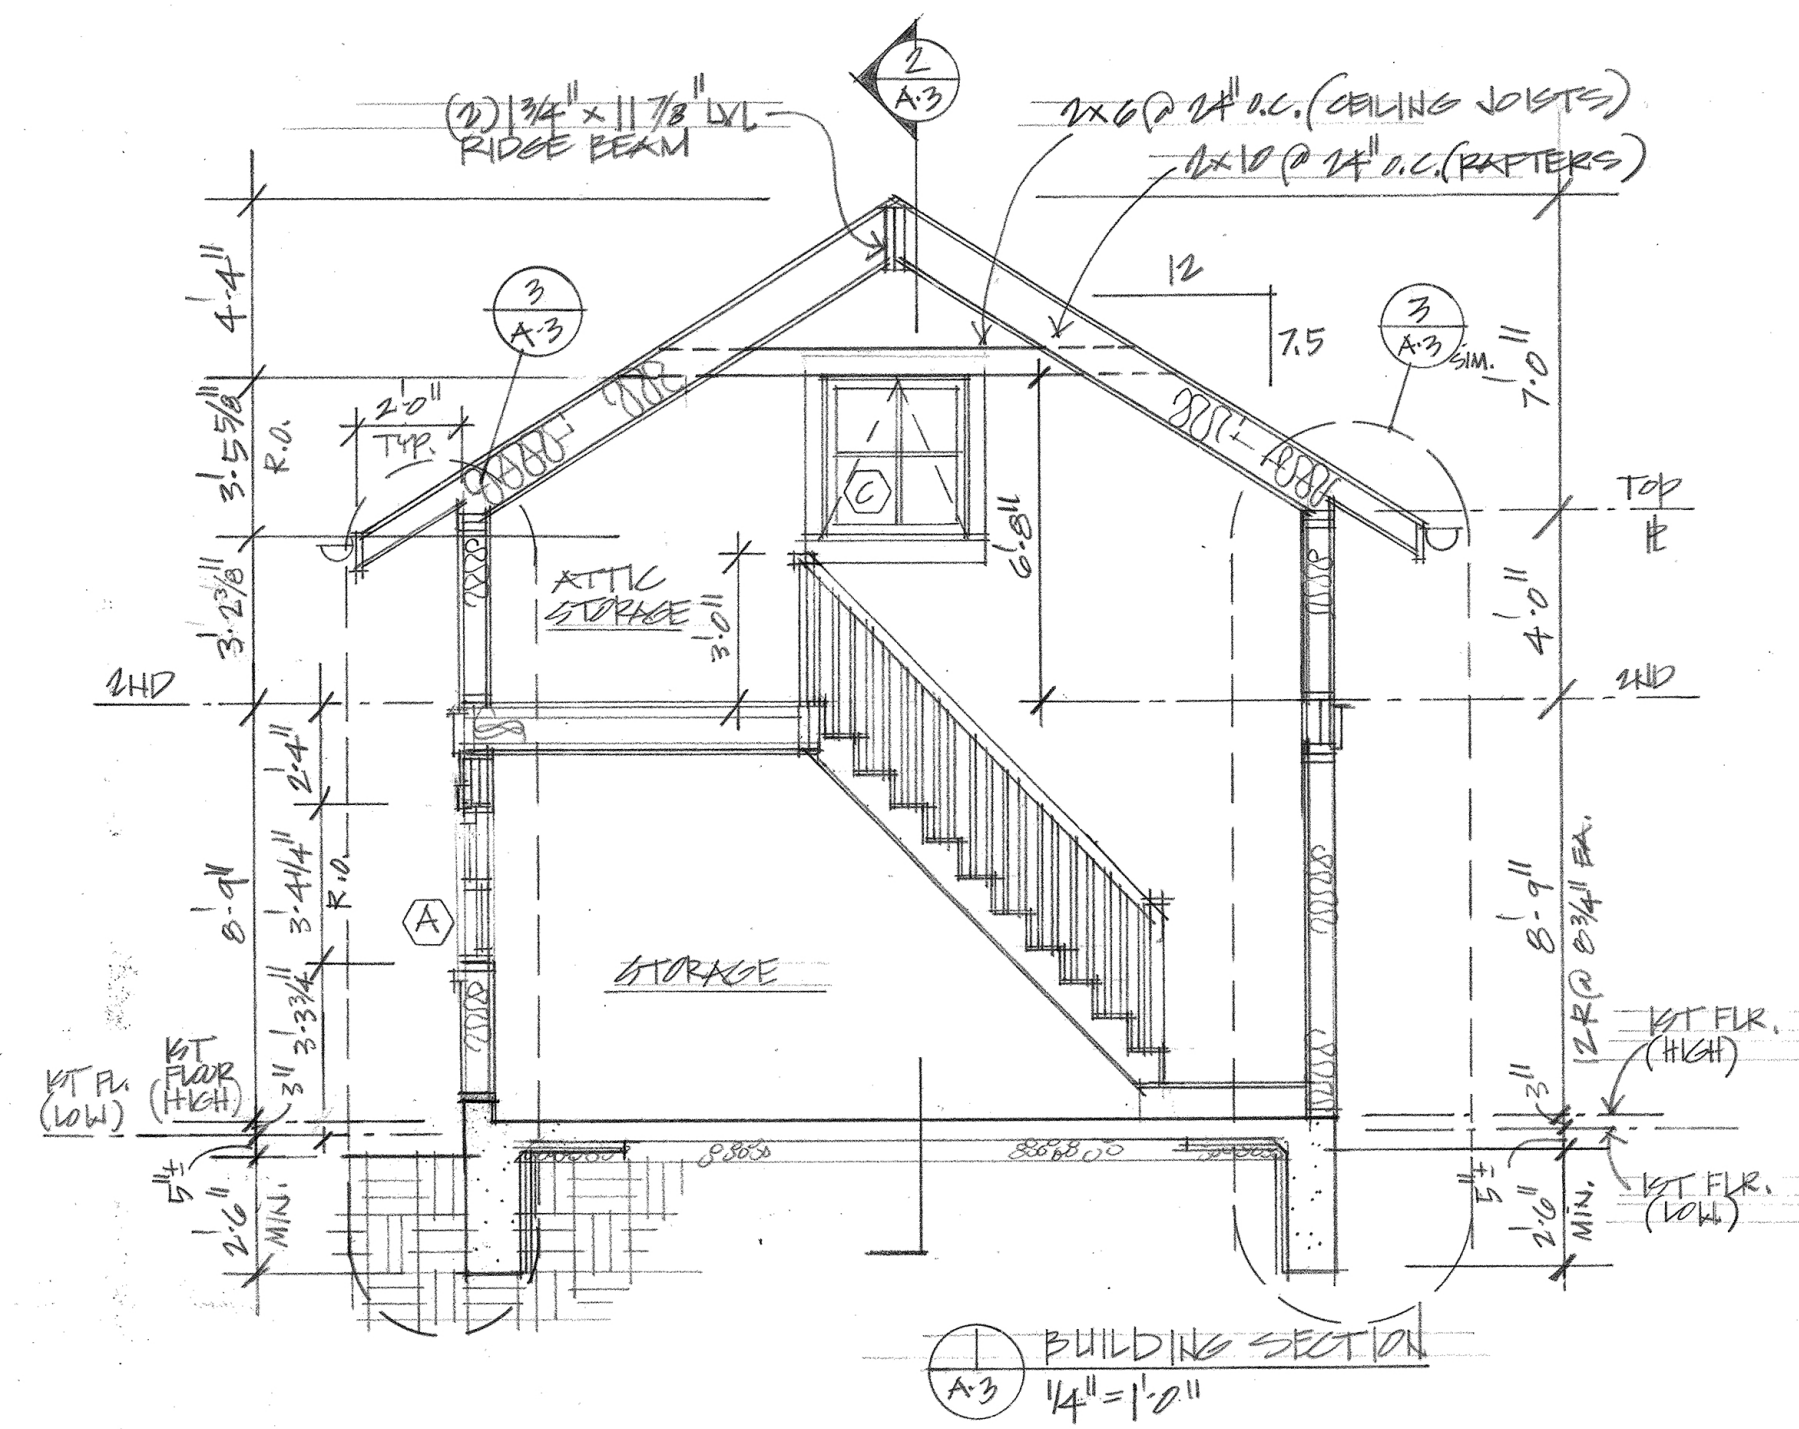 2
A·3
(2) 1 3/4" x 11 7/8" LVL
RIDGE BEAM
2x6 @ 24" O.C. (CEILING JOISTS)
2x10 @ 24" O.C. (RAFTERS)
12
7.5
3
A·3
3
A·3
SIM.
4'·4"
7'·0"
2'·0"
TYP.
3'·5 5/8"
R.O.
C
6'·8"
TOP
PL
ATTIC
STORAGE
3'·0"
3'·2 3/8"
4'·0"
2ND
2ND
2'·4"
8'·9"
3'·4 1/4"
R.O.
A
STORAGE
8'·9"
12R @ 8 3/4" EA.
3'·3 3/4"
1ST FL.
(LOW)
1ST
FLOOR
(HIGH)
3"
3"
1ST FLR.
(HIGH)
5"±
2'·6"
MIN.
5"±
2'·6"
MIN.
1ST FLR.
(LOW)
1
A·3
BUILDING SECTION
1/4" = 1'·0"